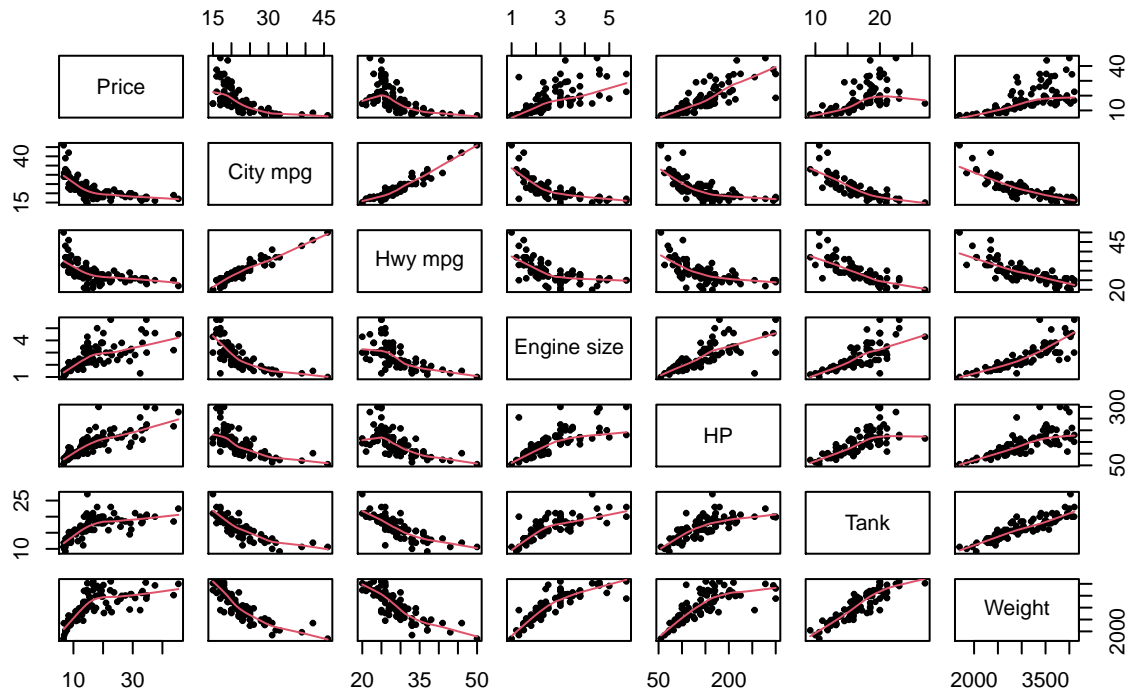 15 30 45 1 3 5 10 20
Price 40 10
40 15 City mpg
Hwy mpg 45 20
4 1 Engine size
HP 300 50
25 10 Tank
Weight 2000
10 30 20 30 40 50 50 200 2000 3500